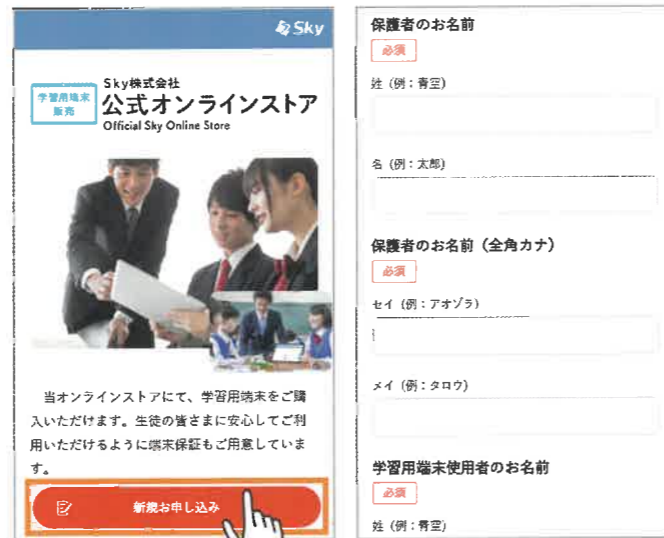 Sky
学習用端末
販売
Sky株式会社
公式オンラインストア
Official Sky Online Store
当オンラインストアにて、学習用端末をご購
入いただけます。生徒の皆さまに安心してご利
用いただけるように端末保証もご用意していま
す。
新規お申し込み
保護者のお名前
必須
姓（例：青空）
名（例：太郎）
保護者のお名前（全角カナ）
必須
セイ（例：アオゾラ）
メイ（例：タロウ）
学習用端末使用者のお名前
必須
姓（例：青空）